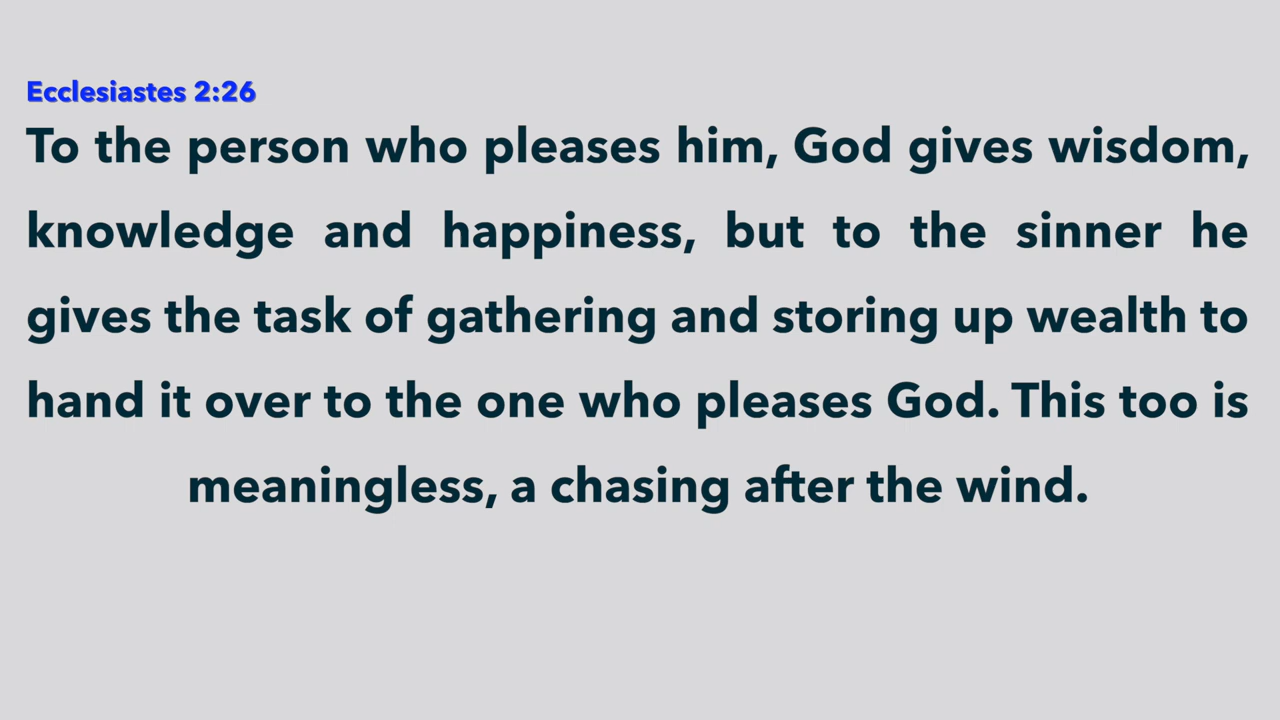 Ecclesiastes 2:26
To the person who pleases him, God gives wisdom,
knowledge and happiness, but to the sinner he
gives the task of gathering and storing up wealth to
hand it over to the one who pleases God. This too is
meaningless, a chasing after the wind.